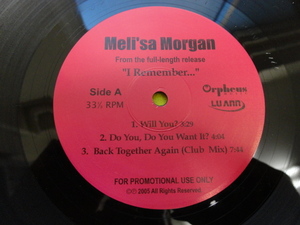 Meli'sa Morgan
From the full-length release
"I Remember..."
Side A
33⅓ RPM
Orpheus
LU ANN
1. Will You? 3:29
2. Do You, Do You Want It? 4:04
3. Back Together Again (Club Mix) 7:44
FOR PROMOTIONAL USE ONLY
©℗ 2005 All Rights Reserved